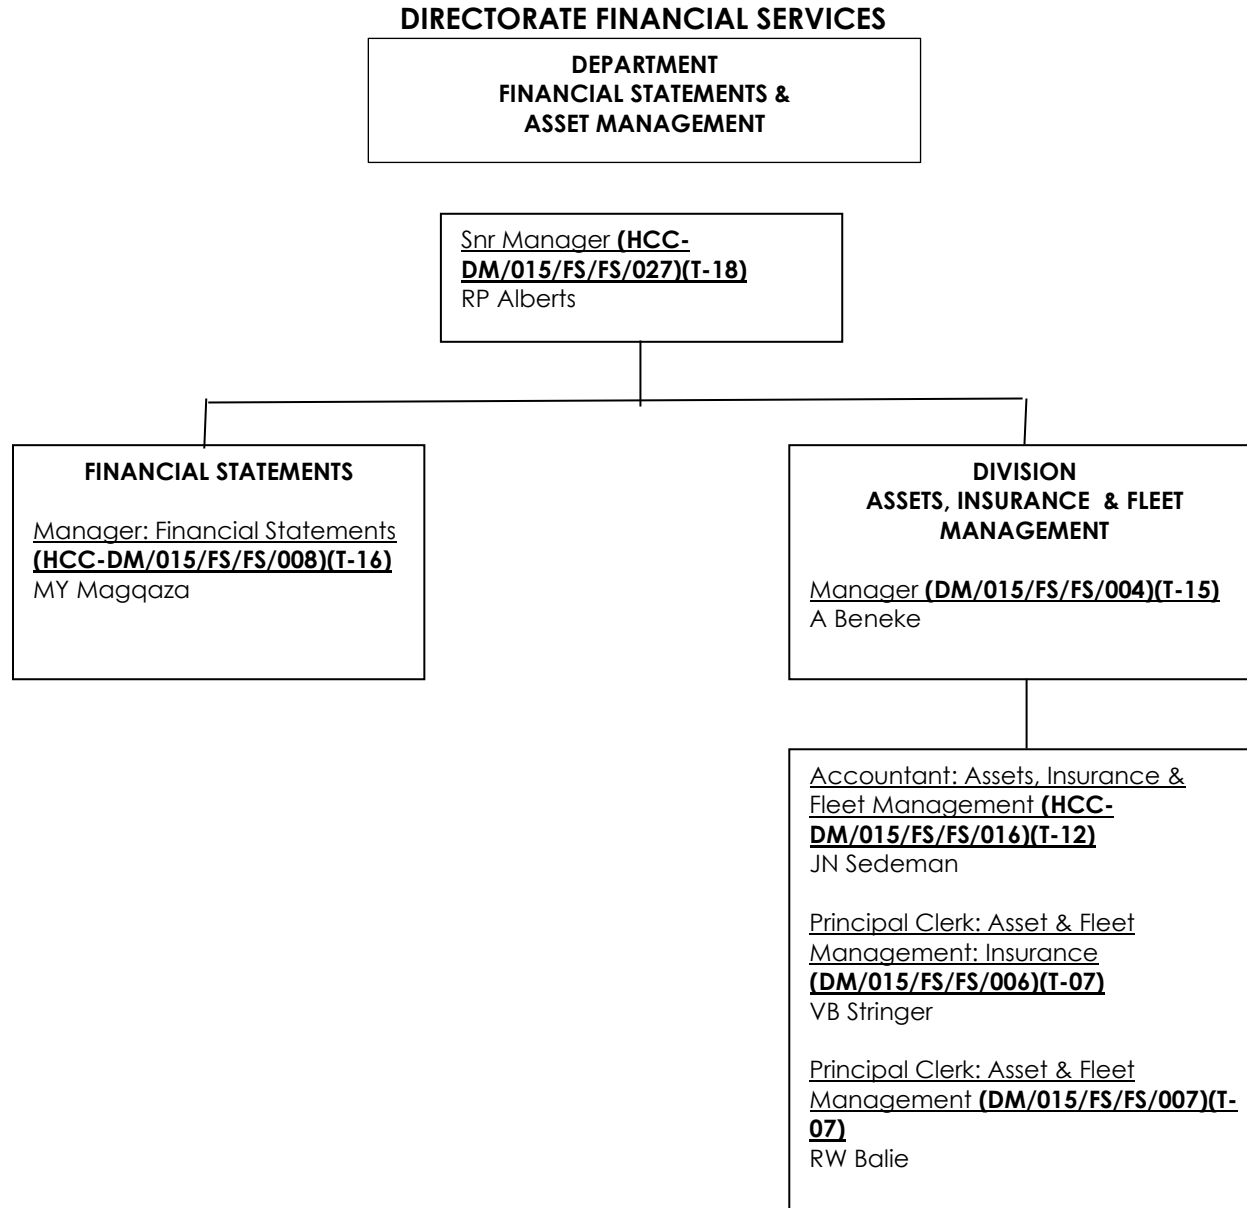 DIRECTORATE FINANCIAL SERVICES
DEPARTMENT
FINANCIAL STATEMENTS &
ASSET MANAGEMENT
Snr Manager (HCC-
DM/015/FS/FS/027)(T-18)
RP Alberts
FINANCIAL STATEMENTS
Manager: Financial Statements
(HCC-DM/015/FS/FS/008)(T-16)
MY Magqaza
DIVISION
ASSETS, INSURANCE & FLEET
MANAGEMENT
Manager (DM/015/FS/FS/004)(T-15)
A Beneke
Accountant: Assets, Insurance &
Fleet Management (HCC-
DM/015/FS/FS/016)(T-12)
JN Sedeman
Principal Clerk: Asset & Fleet
Management: Insurance
(DM/015/FS/FS/006)(T-07)
VB Stringer
Principal Clerk: Asset & Fleet
Management (DM/015/FS/FS/007)(T-
07)
RW Balie